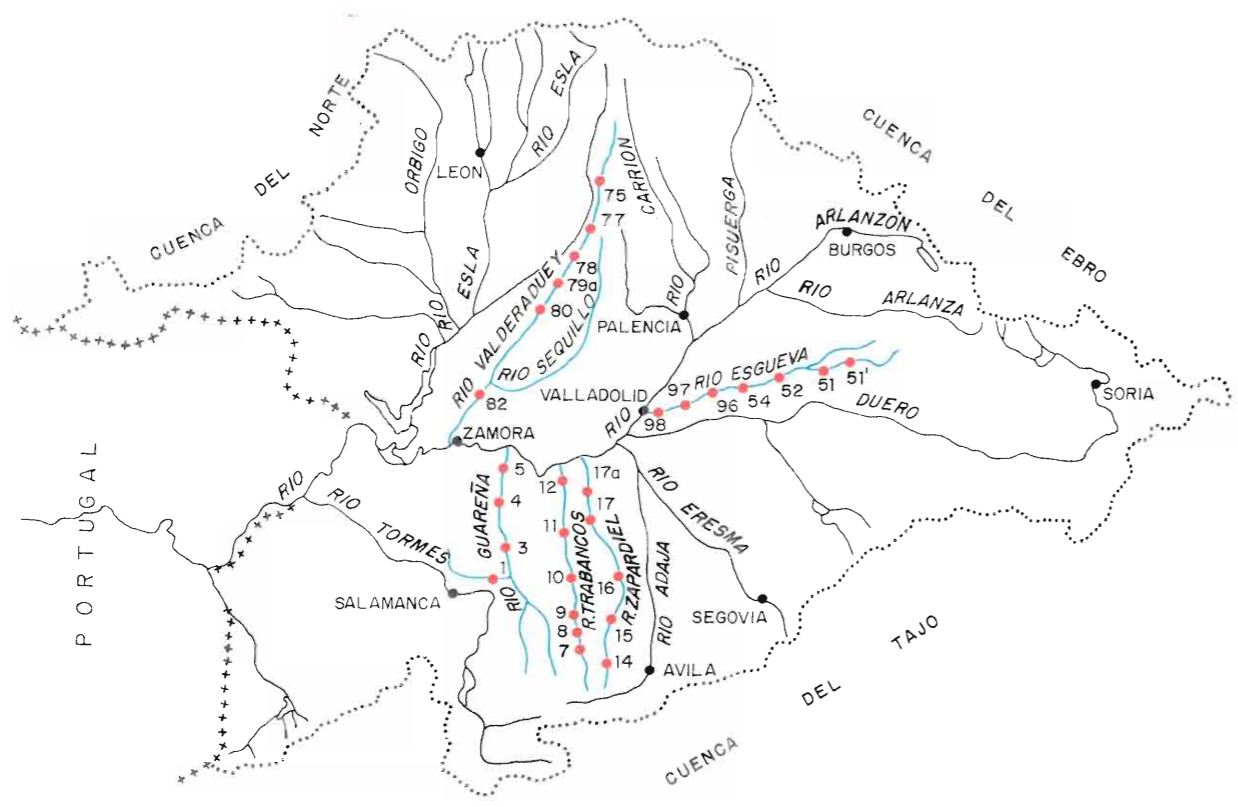 CUENCA DEL NORTE
CUENCA DEL EBRO
CUENCA DEL TAJO
PORTUGAL
ORBIGO
RIO
LEON
RIO ESLA
RIO ESLA
CARRION
RIO
PISUERGA
RIO ARLANZON
BURGOS
RIO ARLANZA
75
77
78
79a
80
82
RIO VALDERADUEY
RIO SEQUILLO
PALENCIA
VALLADOLID
RIO
RIO ESGUEVA
98
97
96
54
52
51
51'
DUERO
SORIA
ZAMORA
RIO
RIO TORMES
SALAMANCA
RIO GUAREÑA
5
4
3
1
R. TRABANCOS
12
11
10
9
8
7
R. ZAPARDIEL
17a
17
16
15
14
RIO ADAJA
RIO ERESMA
SEGOVIA
AVILA